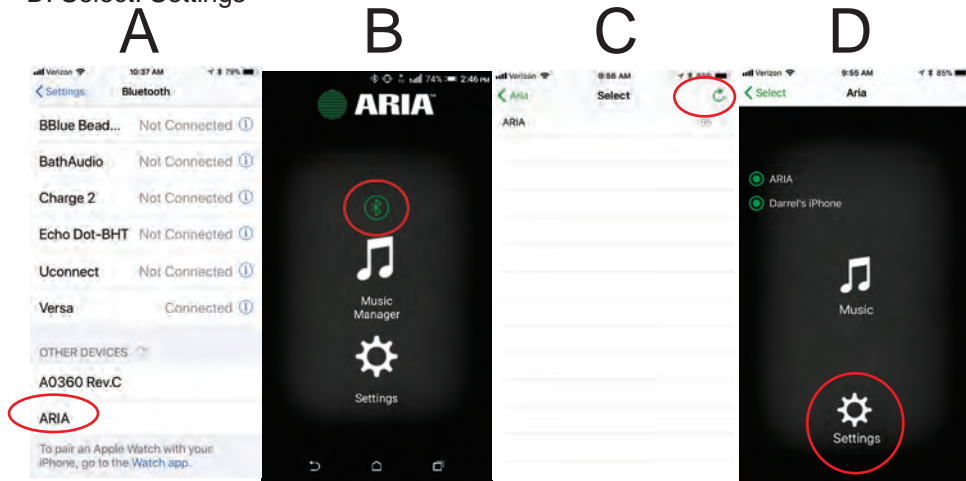 D. Select: Settings
A
B
C
D
Verizon 10:37 AM 79%
Settings Bluetooth
BBlue Bead... Not Connected
BathAudio Not Connected
Charge 2 Not Connected
Echo Dot-BHT Not Connected
Uconnect Not Connected
Versa Connected
OTHER DEVICES
A0360 Rev.C
ARIA
To pair an Apple Watch with your
iPhone, go to the Watch app.
74% 2:46 PM
ARIA™
Music
Manager
Settings
Verizon 9:56 AM 85%
Aria Select
ARIA
Verizon 9:55 AM 85%
Select Aria
ARIA
Darrel's iPhone
Music
Settings